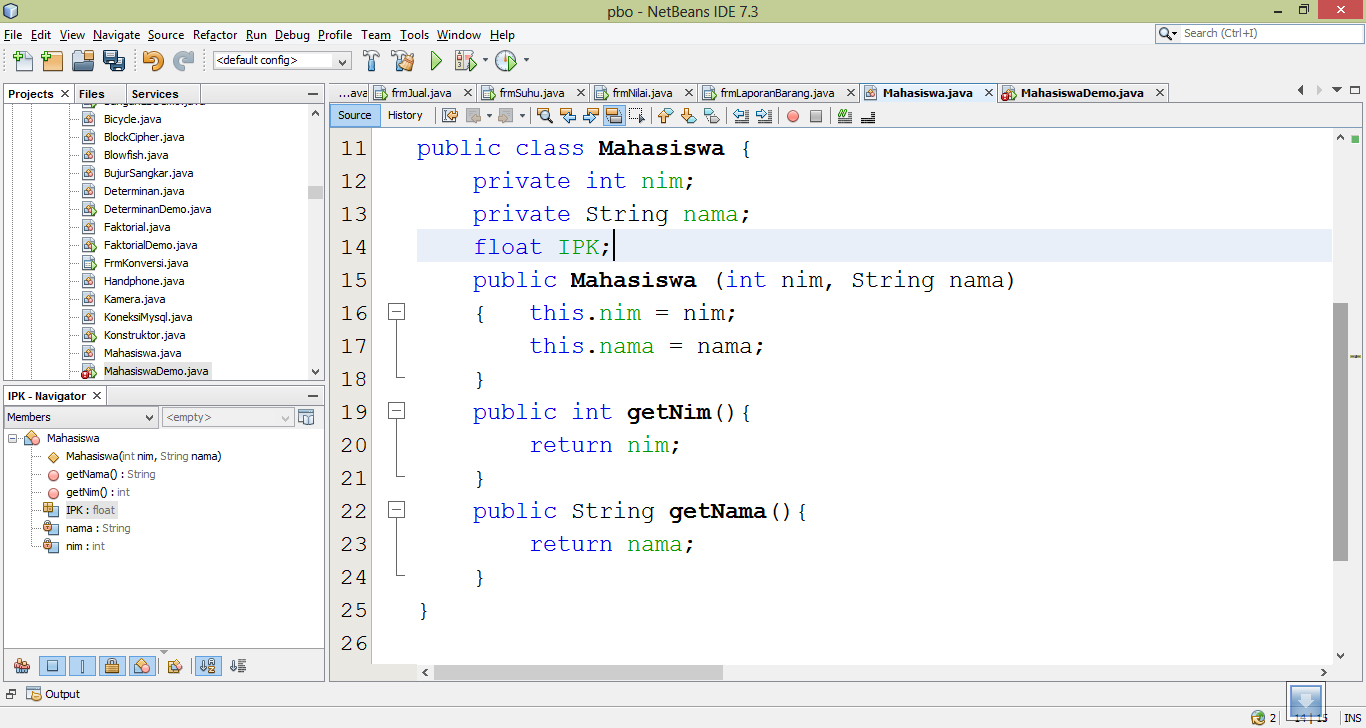 pbo - NetBeans IDE 7.3
File Edit View Navigate Source Refactor Run Debug Profile Team Tools Window Help
Search (Ctrl+I)
<default config>
Projects Files Services
...ava frmJual.java frmSuhu.java frmNilai.java frmLaporanBarang.java Mahasiswa.java MahasiswaDemo.java
Source History
Bicycle.java
BlockCipher.java
Blowfish.java
BujurSangkar.java
Determinan.java
DeterminanDemo.java
Faktorial.java
FaktorialDemo.java
FrmKonversi.java
Handphone.java
Kamera.java
KoneksiMysql.java
Konstruktor.java
Mahasiswa.java
MahasiswaDemo.java
IPK - Navigator
Members <empty>
Mahasiswa
Mahasiswa(int nim, String nama)
getNama() : String
getNim() : int
IPK : float
nama : String
nim : int
11 public class Mahasiswa {
12 private int nim;
13 private String nama;
14 float IPK;
15 public Mahasiswa (int nim, String nama)
16 { this.nim = nim;
17 this.nama = nama;
18 }
19 public int getNim(){
20 return nim;
21 }
22 public String getNama(){
23 return nama;
24 }
25 }
26
Output
2 14 | 15 INS